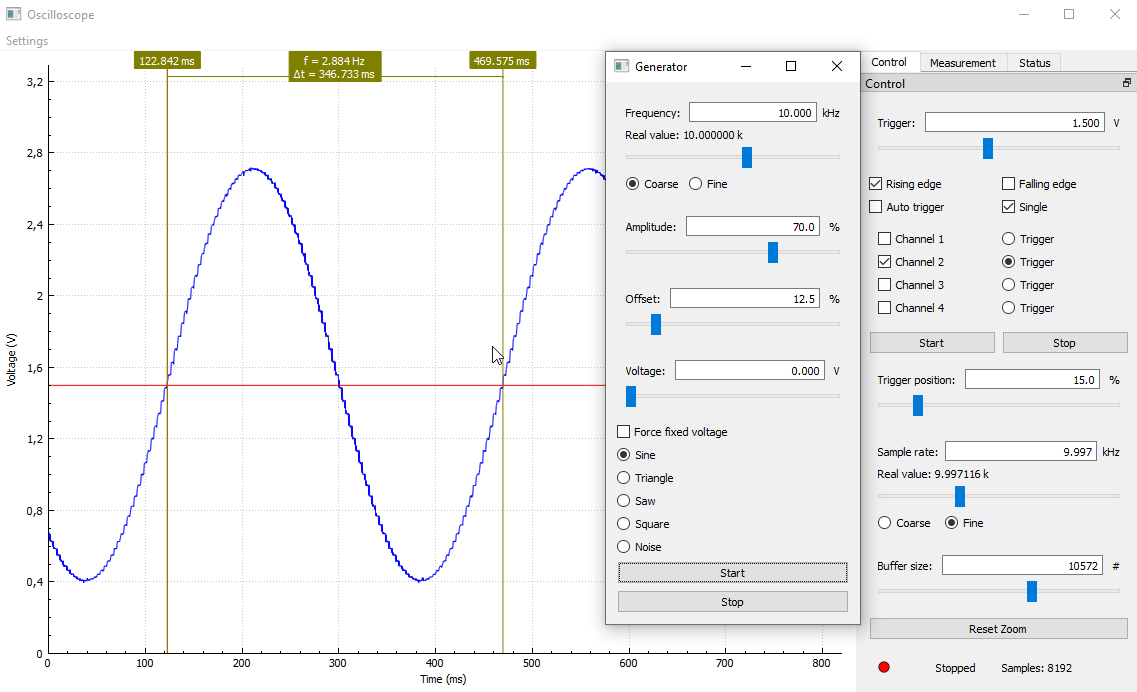 Oscilloscope
Settings
122.842 ms
f = 2.884 Hz
Δt = 346.733 ms
469.575 ms
3,2
2,8
2,4
2
1,6
1,2
0,8
0,4
0
Voltage (V)
0
100
200
300
400
500
600
700
800
Time (ms)
Generator
Frequency: 10.000 kHz
Real value: 10.000000 k
Coarse Fine
Amplitude: 70.0 %
Offset: 12.5 %
Voltage: 0.000 V
Force fixed voltage
Sine
Triangle
Saw
Square
Noise
Start
Stop
Control Measurement Status
Control
Trigger: 1.500 V
Rising edge Falling edge
Auto trigger Single
Channel 1 Trigger
Channel 2 Trigger
Channel 3 Trigger
Channel 4 Trigger
Start Stop
Trigger position: 15.0 %
Sample rate: 9.997 kHz
Real value: 9.997116 k
Coarse Fine
Buffer size: 10572 #
Reset Zoom
Stopped Samples: 8192